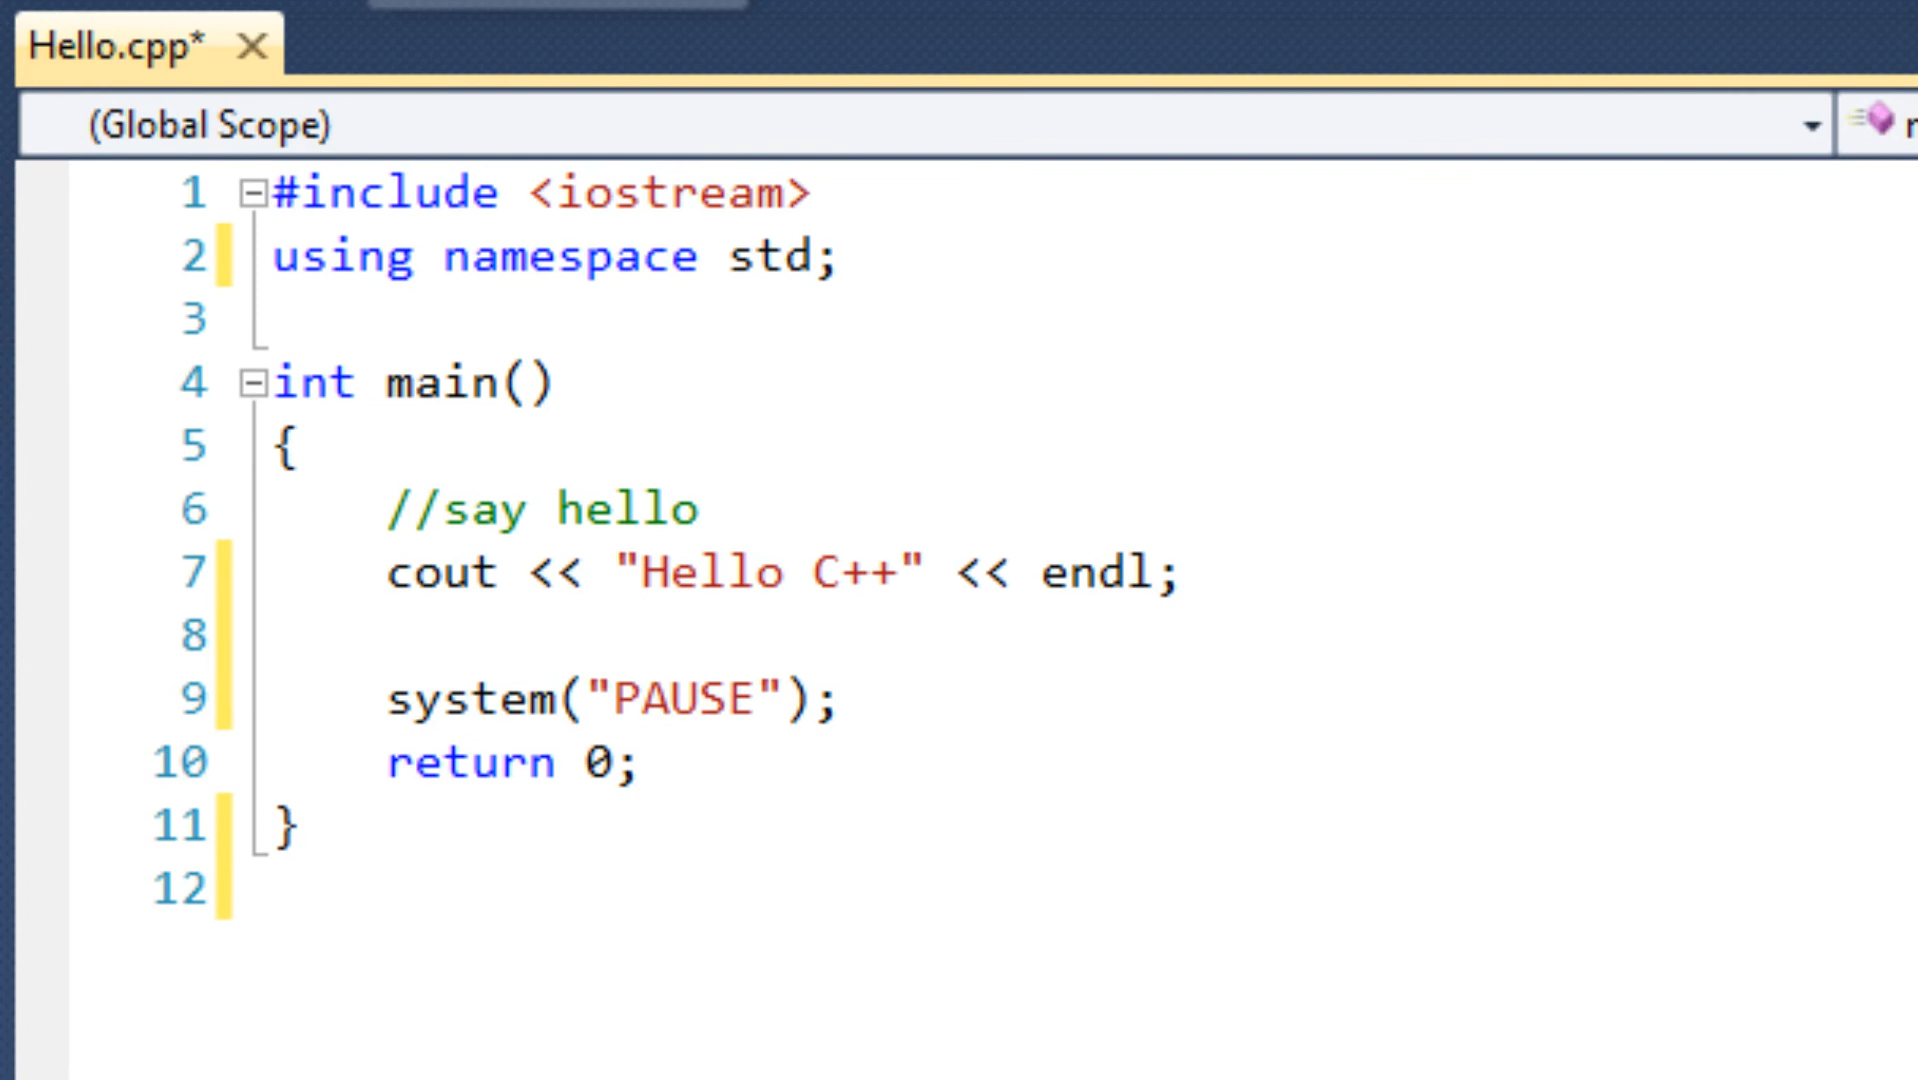 Hello.cpp*
(Global Scope)
1 #include <iostream>
2 using namespace std;
3
4 int main()
5 {
6 //say hello
7 cout << "Hello C++" << endl;
8
9 system("PAUSE");
10 return 0;
11 }
12